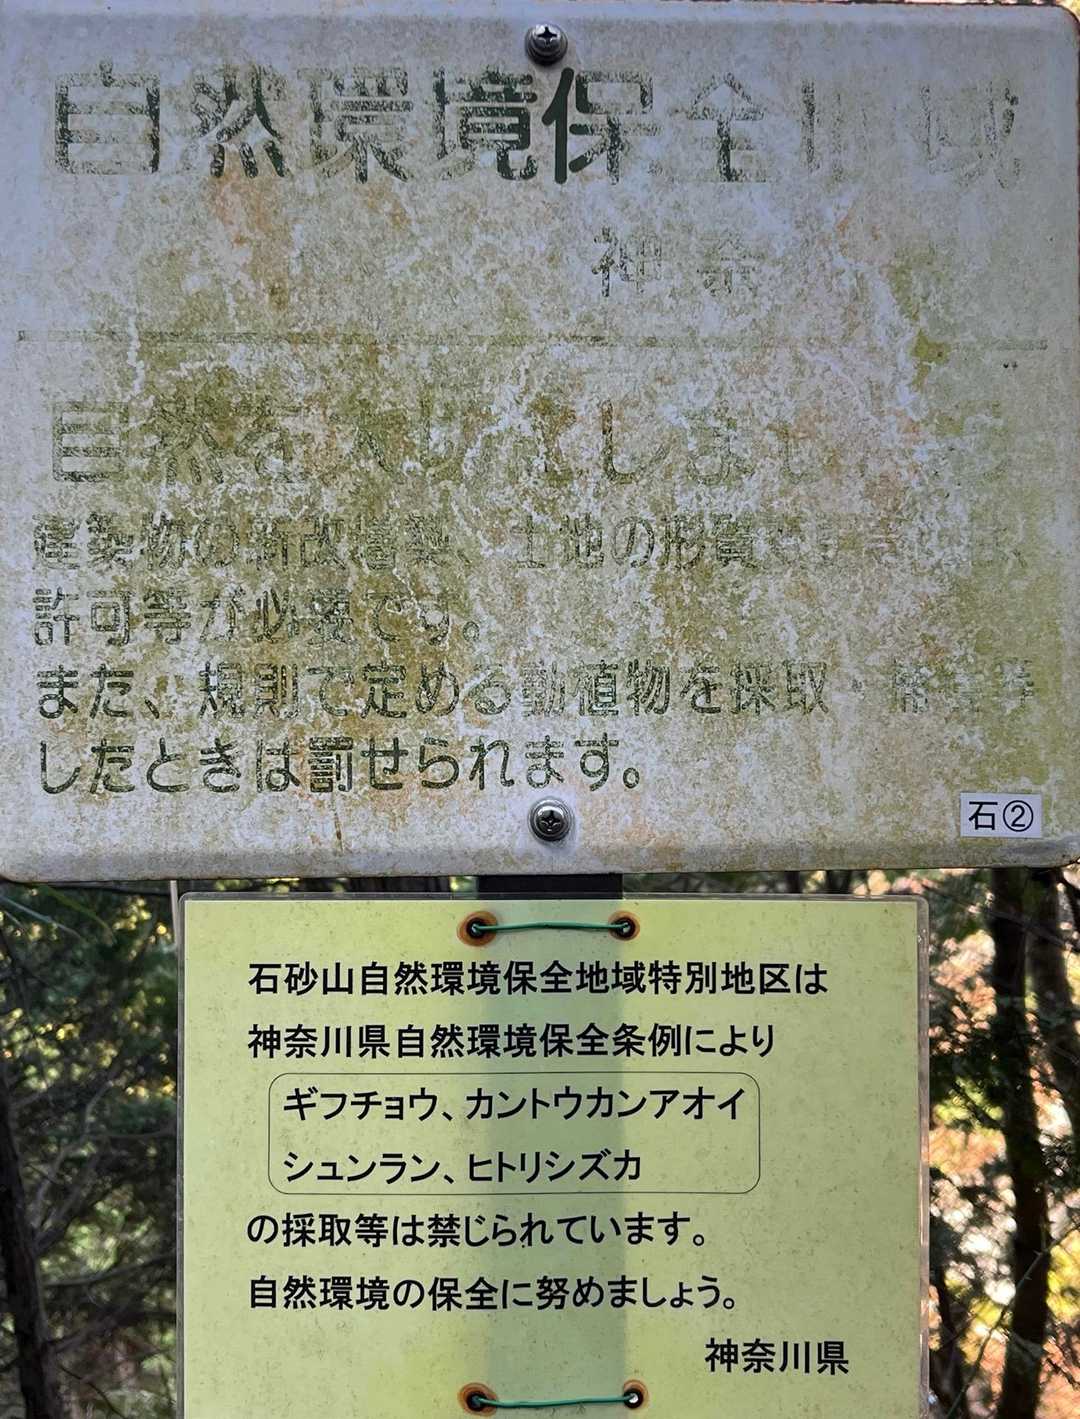 自然環境保全 域
神奈
自然を
建築物の新改増築、土地の形質
許可等が必要です。
また、規則で定める動植物を採取・
したときは罰せられます。
石②
石砂山自然環境保全地域特別地区は
神奈川県自然環境保全条例により
ギフチョウ、カントウカンアオイ
シュンラン、ヒトリシズカ
の採取等は禁じられています。
自然環境の保全に努めましょう。
神奈川県